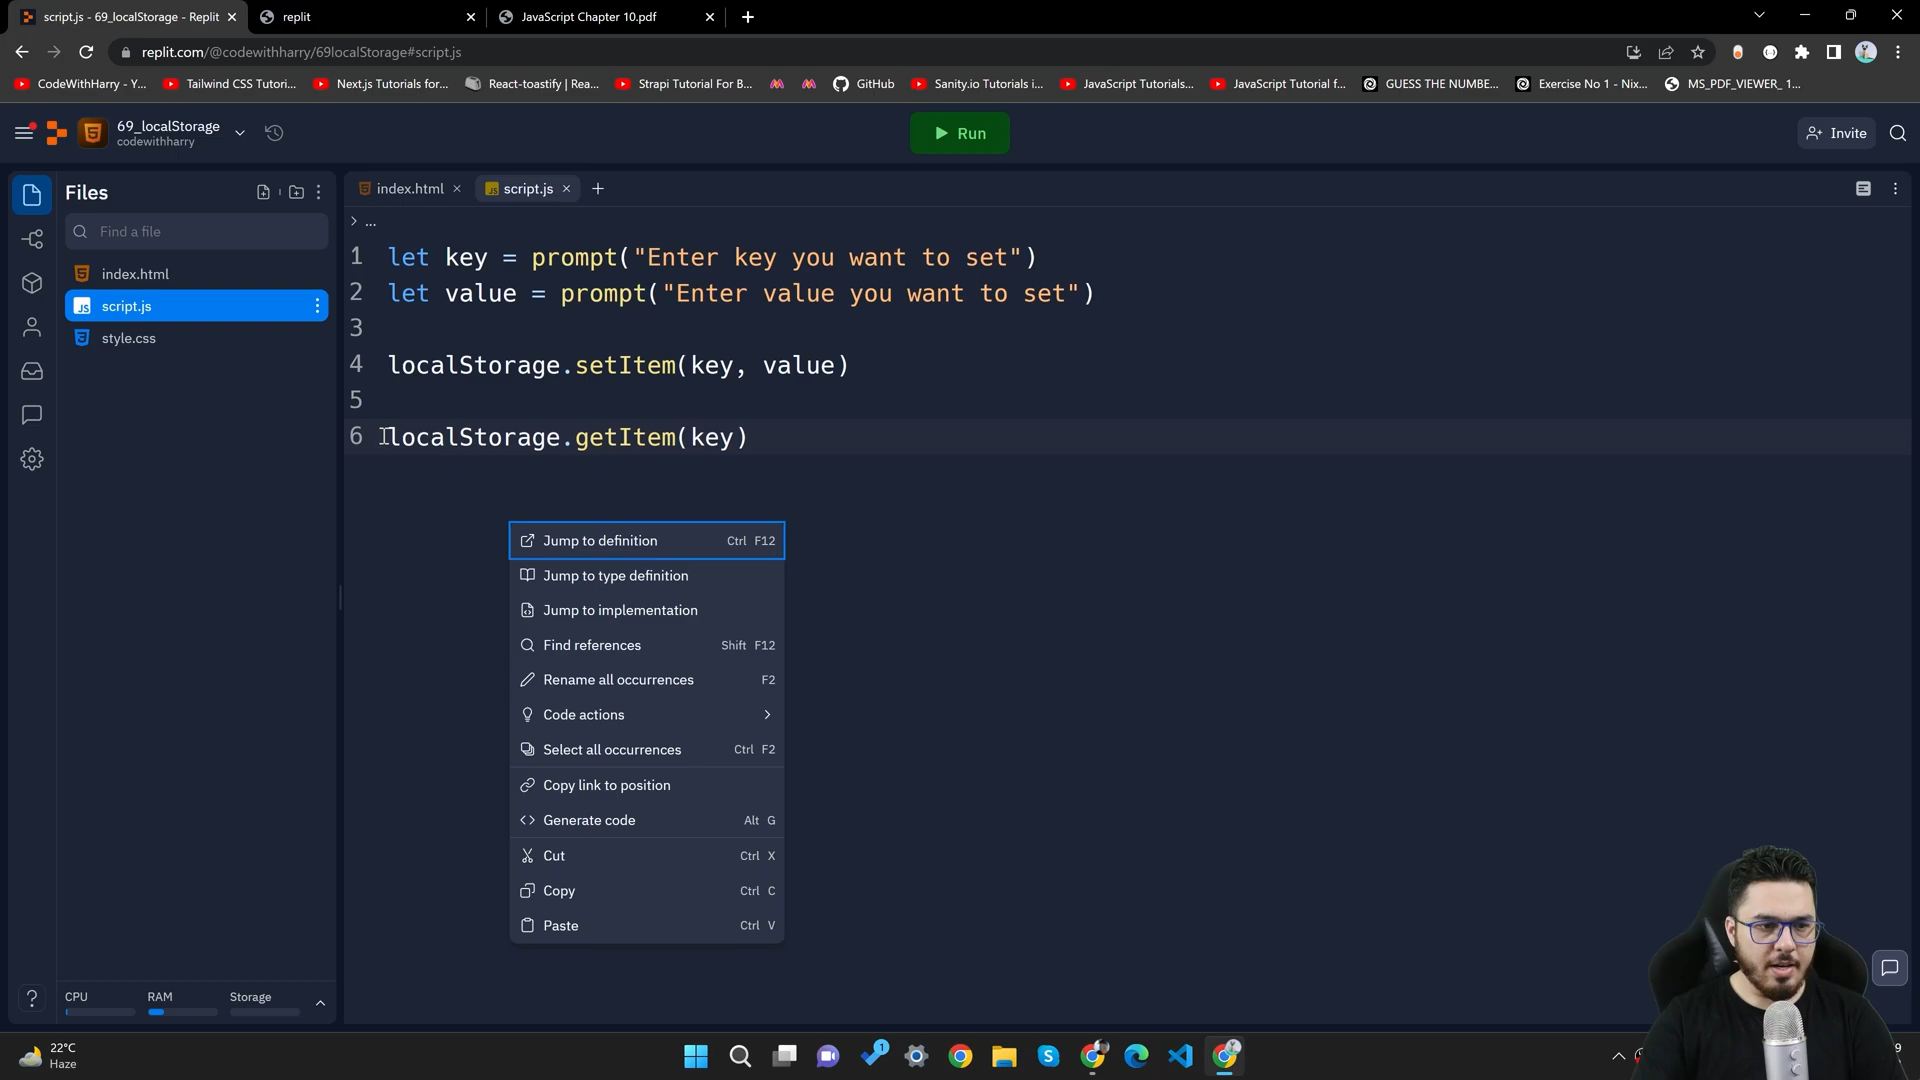 script.js - 69_localStorage - Replit
replit
JavaScript Chapter 10.pdf
replit.com/@codewithharry/69localStorage#script.js
CodeWithHarry - Y...
Tailwind CSS Tutori...
Next.js Tutorials for...
React-toastify | Rea...
Strapi Tutorial For B...
GitHub
Sanity.io Tutorials i...
JavaScript Tutorials...
JavaScript Tutorial f...
GUESS THE NUMBE...
Exercise No 1 - Nix...
MS_PDF_VIEWER_ 1...
69_localStorage
codewithharry
Run
Invite
Files
Find a file
index.html
script.js
style.css
index.html
script.js
...
1 let key = prompt("Enter key you want to set")
2 let value = prompt("Enter value you want to set")
3
4 localStorage.setItem(key, value)
5
6 localStorage.getItem(key)
Jump to definition Ctrl F12
Jump to type definition
Jump to implementation
Find references Shift F12
Rename all occurrences F2
Code actions
Select all occurrences Ctrl F2
Copy link to position
Generate code Alt G
Cut Ctrl X
Copy Ctrl C
Paste Ctrl V
CPU
RAM
Storage
22°C
Haze
1